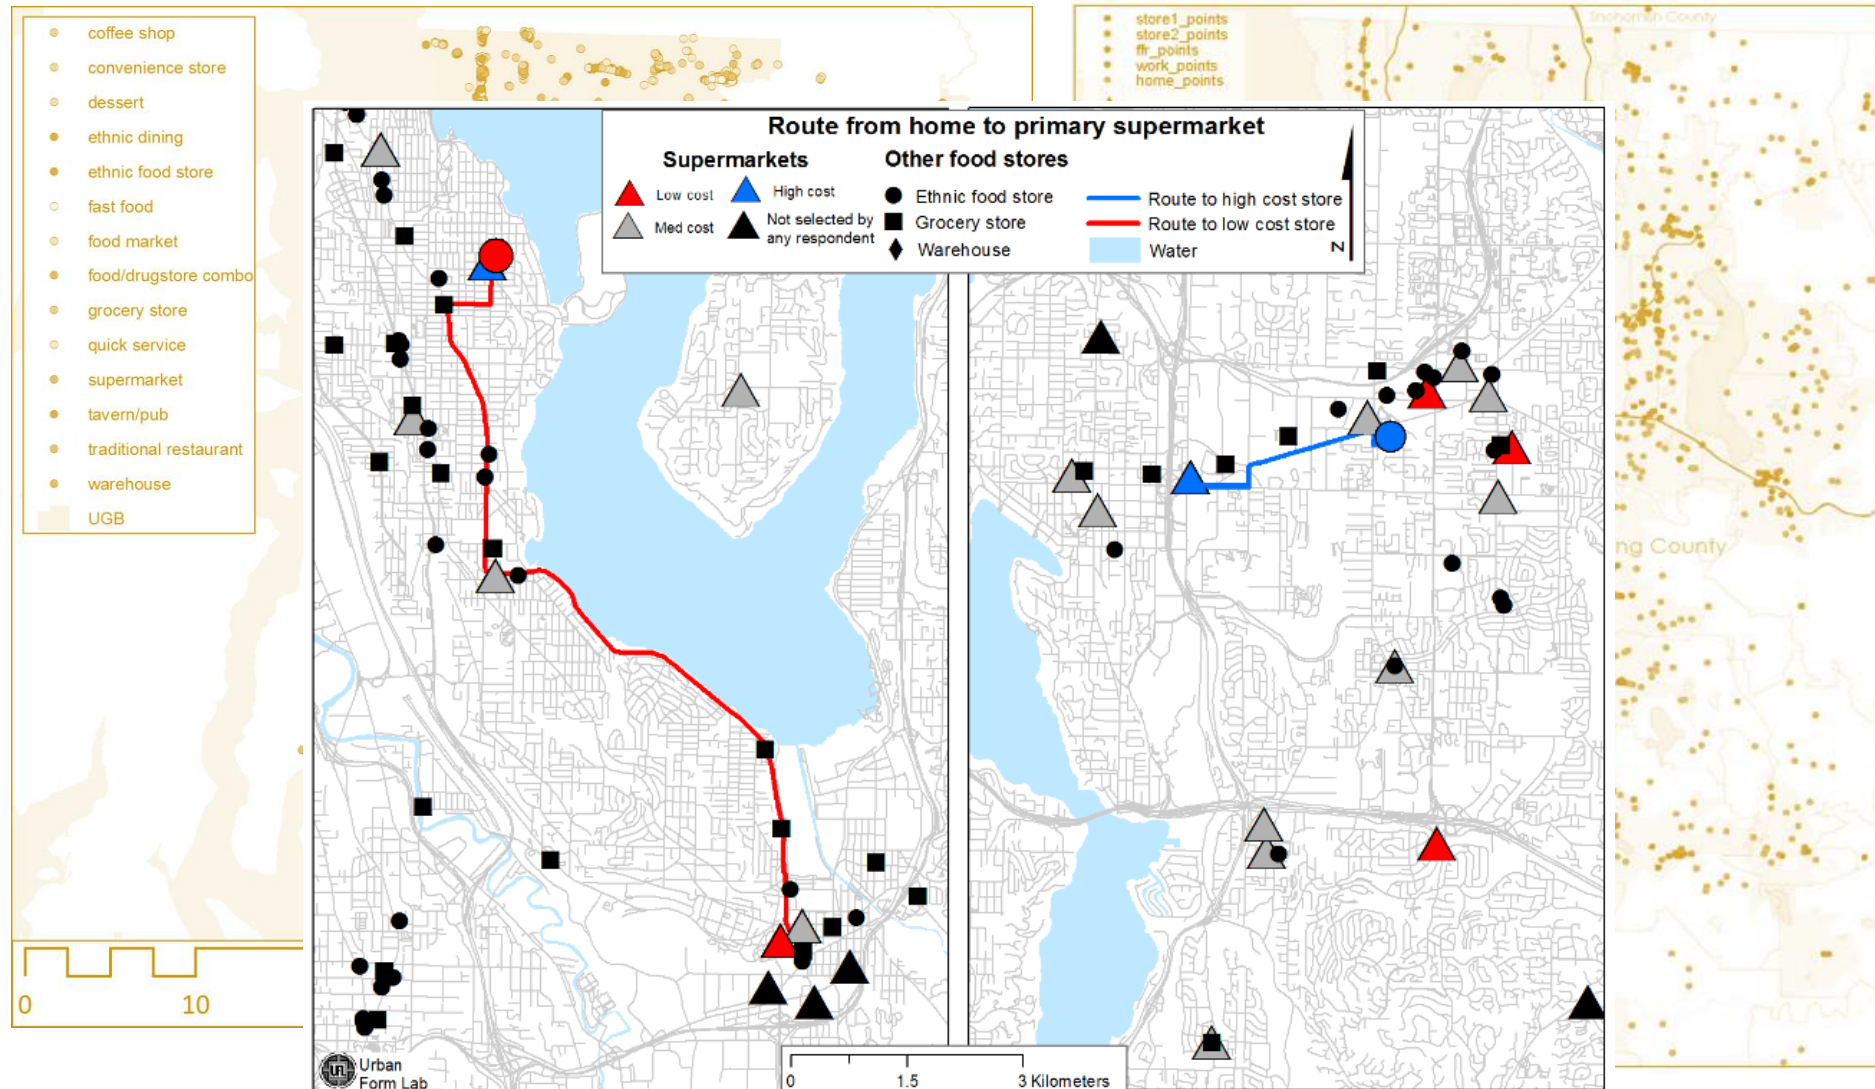 coffee shop
convenience store
dessert
ethnic dining
ethnic food store
fast food
food market
food/drugstore combo
grocery store
quick service
supermarket
tavern/pub
traditional restaurant
warehouse
UGB
0 10
store1_points
store2_points
ffr_points
work_points
home_points
Snohomish County
ng County
Route from home to primary supermarket
Supermarkets
Low cost
High cost
Med cost
Not selected by
any respondent
Other food stores
Ethnic food store
Grocery store
Warehouse
Route to high cost store
Route to low cost store
Water
Z
UFL
Urban
Form Lab
0 1.5 3 Kilometers